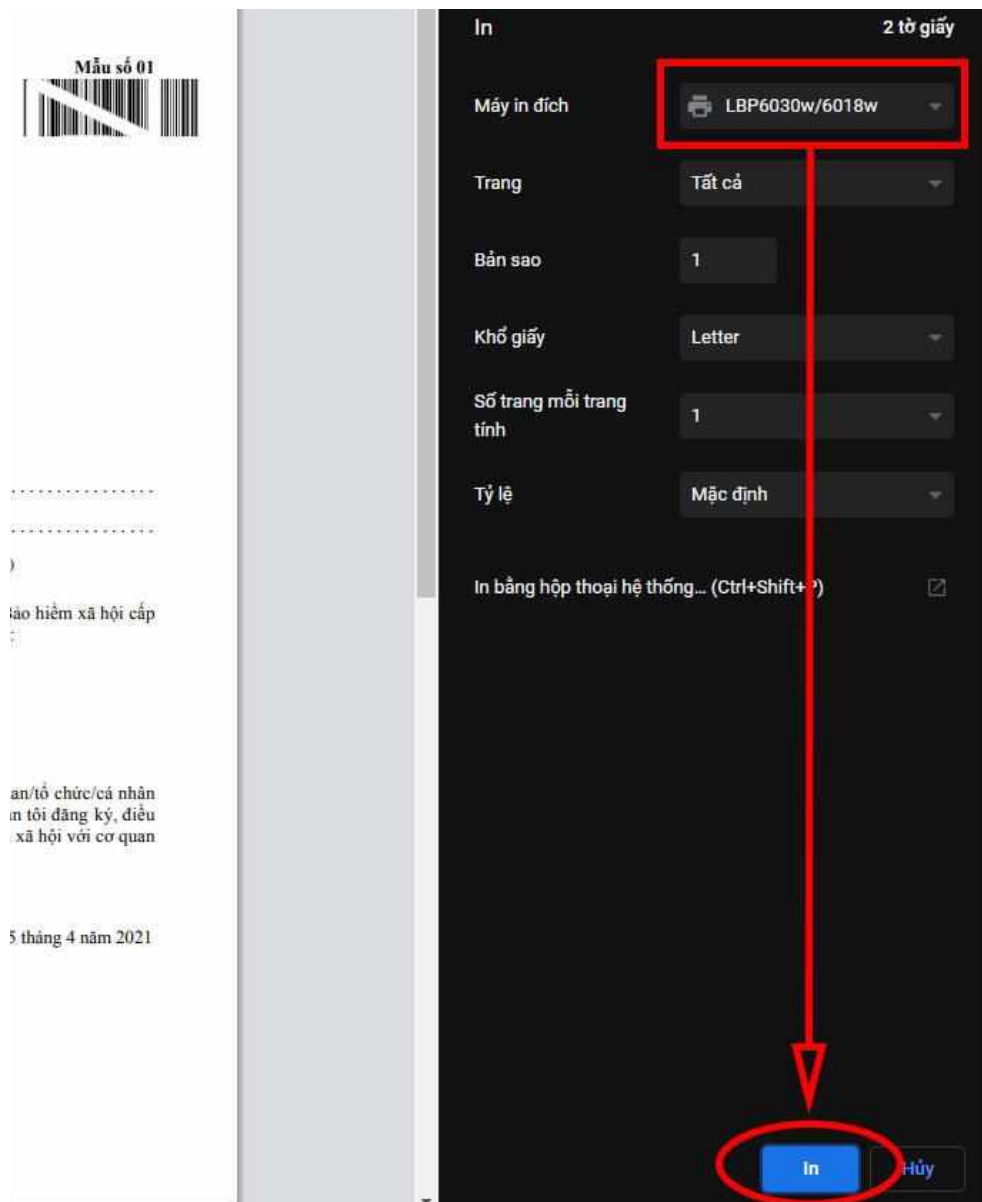 Mẫu số 01
)
Bảo hiểm xã hội cấp
:
an/tổ chức/cá nhân
n tôi đăng ký, điều
xã hội với cơ quan
5 tháng 4 năm 2021
In
2 tờ giấy
Máy in đích
LBP6030w/6018w
Trang
Tất cả
Bản sao
1
Khổ giấy
Letter
Số trang mỗi trang
tính
1
Tỷ lệ
Mặc định
In bằng hộp thoại hệ thống... (Ctrl+Shift+P)
In
Hủy